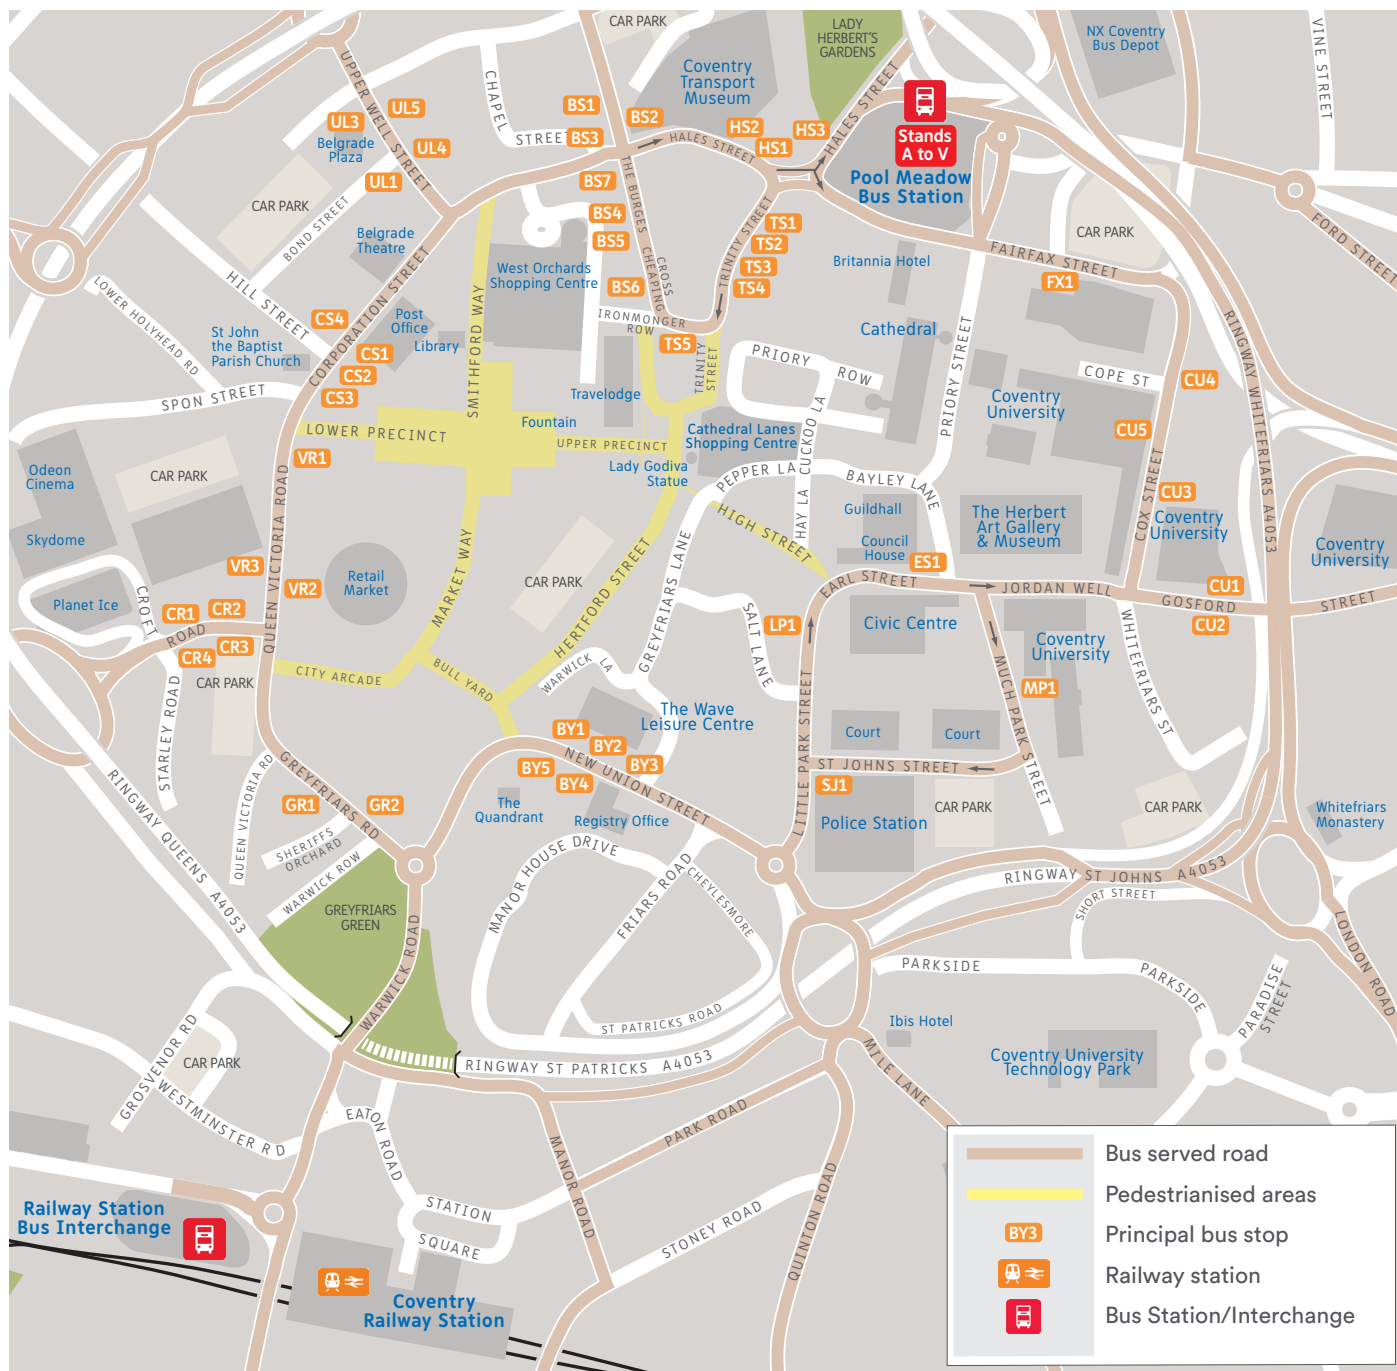 CAR PARK
LADY
HERBERT'S
GARDENS
NX Coventry
Bus Depot
VINE STREET
UPPER WELL STREET
CHAPEL
STREET
Coventry
Transport
Museum
HALES STREET
HALES STREET
UL5
UL3
UL4
UL1
Belgrade
Plaza
BS1
BS2
BS3
BS7
BS4
BS5
BS6
HS2
HS3
HS1
Stands
A to V
Pool Meadow
Bus Station
CAR PARK
BOND STREET
Belgrade
Theatre
HILL STREET
LOWER HOLYHEAD RD
THE BURGES
CROSS
CHEAPING
TRINITY STREET
TS1
TS2
TS3
TS4
TS5
West Orchards
Shopping Centre
Britannia Hotel
FAIRFAX STREET
FX1
CAR PARK
FORD STREET
RINGWAY WHITEFRIARS A4053
St John
the Baptist
Parish Church
CS4
CS1
CS2
CS3
CORPORATION STREET
Post
Office
Library
SMITHFORD WAY
IRONMONGER
ROW
TRINITY
STREET
PRIORY ROW
Cathedral
PRIORY STREET
COPE ST
CU4
CU5
CU3
Coventry
University
SPON STREET
LOWER PRECINCT
VR1
Travelodge
Fountain
UPPER PRECINCT
Cathedral Lanes
Shopping Centre
Lady Godiva
Statue
CUCKOO LA
PEPPER LA
HAY LA
BAYLEY LANE
COX STREET
Odeon
Cinema
CAR PARK
Skydome
QUEEN VICTORIA ROAD
MARKET WAY
HERTFORD STREET
GREYFRIARS LANE
HIGH STREET
Guildhall
Council
House
ES1
The Herbert
Art Gallery
& Museum
Coventry
University
Coventry
University
Planet Ice
CROFT
ROAD
CR1
CR2
CR3
CR4
VR3
VR2
Retail
Market
CAR PARK
EARL STREET
JORDAN WELL
GOSFORD
STREET
CU1
CU2
LP1
SALT LANE
Civic Centre
Coventry
University
MP1
WHITEFRIARS ST
CAR PARK
CITY ARCADE
BULL YARD
WARWICK
LA
STARLEY ROAD
The Wave
Leisure Centre
BY1
BY2
BY3
BY5
BY4
NEW UNION STREET
LITTLE PARK STREET
MUCH PARK STREET
Court
Court
ST JOHNS STREET
SJ1
Police Station
CAR PARK
CAR PARK
Whitefriars
Monastery
RINGWAY QUEENS A4053
QUEEN VICTORIA RD
GREYFRIARS RD
GR1
GR2
SHERIFFS
ORCHARD
WARWICK ROW
The
Quandrant
Registry Office
MANOR HOUSE DRIVE
FRIARS ROAD
CHEYLESMORE
RINGWAY ST JOHNS A4053
SHORT STREET
LONDON ROAD
GREYFRIARS
GREEN
WARWICK ROAD
PARKSIDE
PARKSIDE
PARADISE
STREET
ST PATRICKS ROAD
Ibis Hotel
MILE LANE
Coventry University
Technology Park
GROSVENOR RD
CAR PARK
WESTMINSTER RD
RINGWAY ST PATRICKS A4053
EATON ROAD
MANOR ROAD
PARK ROAD
QUINTON ROAD
STATION
SQUARE
STONEY ROAD
Railway Station
Bus Interchange
Coventry
Railway Station
Bus served road
Pedestrianised areas
BY3
Principal bus stop
Railway station
Bus Station/Interchange